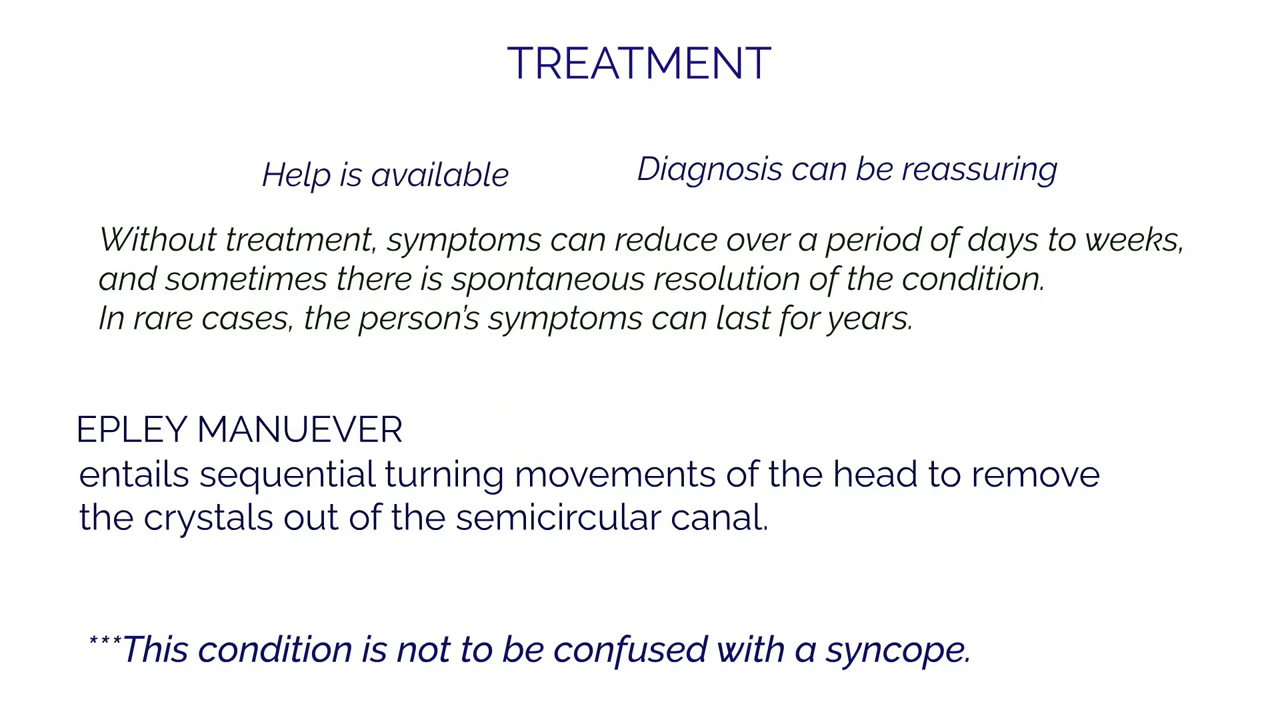 TREATMENT
Help is available
Diagnosis can be reassuring
Without treatment, symptoms can reduce over a period of days to weeks,
and sometimes there is spontaneous resolution of the condition.
In rare cases, the person's symptoms can last for years.
EPLEY MANUEVER
entails sequential turning movements of the head to remove
the crystals out of the semicircular canal.
***This condition is not to be confused with a syncope.